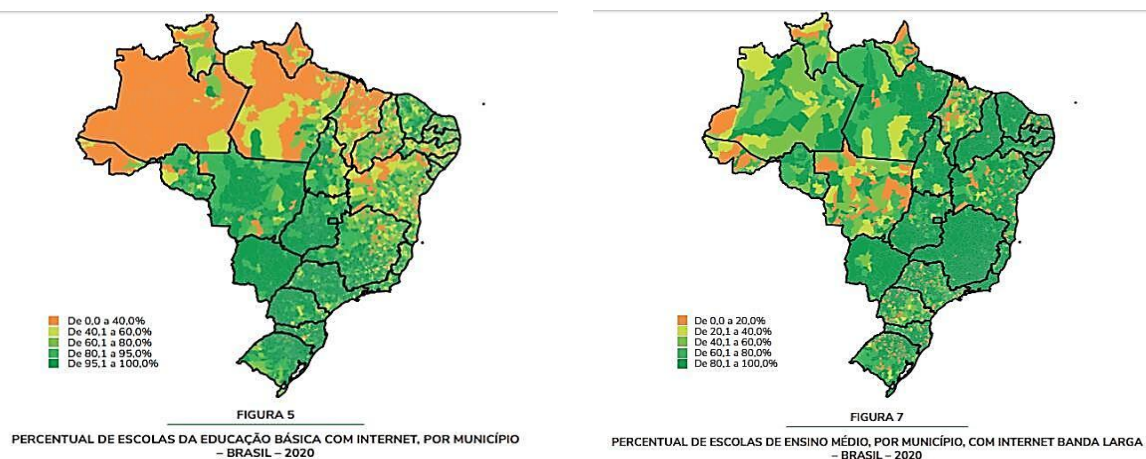 De 0,0 a 40,0%
De 40,1 a 60,0%
De 60,1 a 80,0%
De 80,1 a 95,0%
De 95,1 a 100,0%
FIGURA 5
PERCENTUAL DE ESCOLAS DA EDUCAÇÃO BÁSICA COM INTERNET, POR MUNICÍPIO
– BRASIL – 2020
De 0,0 a 20,0%
De 20,1 a 40,0%
De 40,1 a 60,0%
De 60,1 a 80,0%
De 80,1 a 100,0%
FIGURA 7
PERCENTUAL DE ESCOLAS DE ENSINO MÉDIO, POR MUNICÍPIO, COM INTERNET BANDA LARGA
– BRASIL – 2020